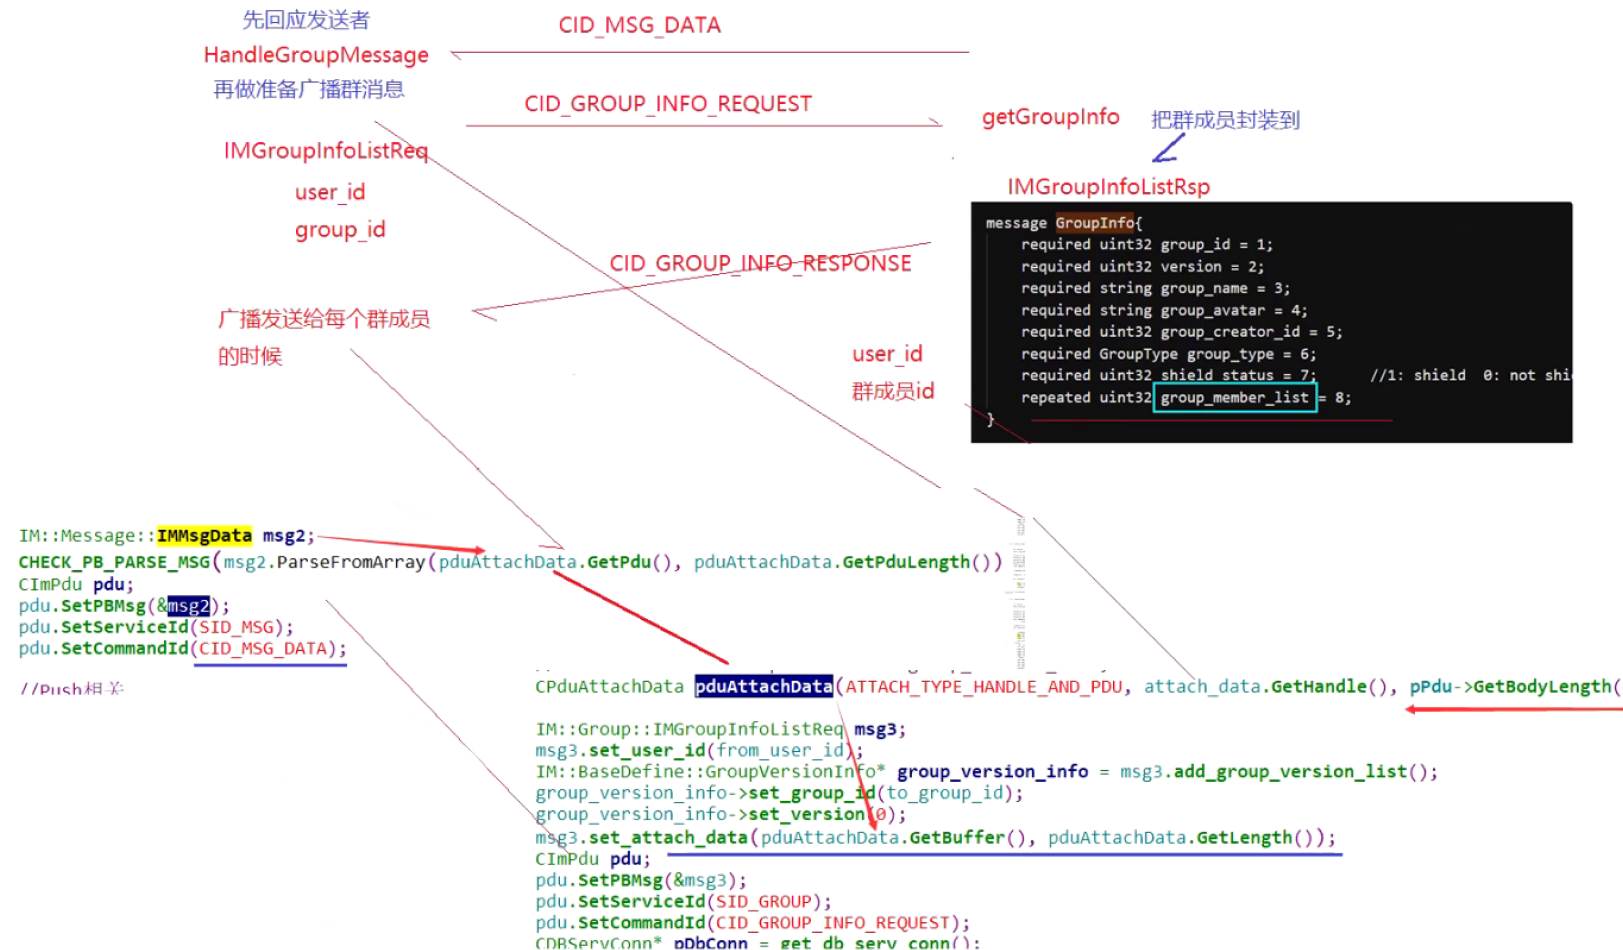 先回应发送者
CID_MSG_DATA
HandleGroupMessage
再做准备广播群消息
CID_GROUP_INFO_REQUEST
getGroupInfo
把群成员封装到
IMGroupInfoListReq
IMGroupInfoListRsp
user_id
group_id
message GroupInfo{
required uint32 group_id = 1;
required uint32 version = 2;
required string group_name = 3;
required string group_avatar = 4;
required uint32 group_creator_id = 5;
required GroupType group_type = 6;
required uint32 shield_status = 7; //1: shield 0: not shi
repeated uint32 group_member_list = 8;
}
CID_GROUP_INFO_RESPONSE
广播发送给每个群成员
的时候
user_id
群成员id
IM::Message::IMMsgData msg2;
CHECK_PB_PARSE_MSG(msg2.ParseFromArray(pduAttachData.GetPdu(), pduAttachData.GetPduLength())
CImPdu pdu;
pdu.SetPBMsg(&msg2);
pdu.SetServiceId(SID_MSG);
pdu.SetCommandId(CID_MSG_DATA);
//Push相关
CPduAttachData pduAttachData(ATTACH_TYPE_HANDLE_AND_PDU, attach_data.GetHandle(), pPdu->GetBodyLength(
IM::Group::IMGroupInfoListReq msg3;
msg3.set_user_id(from_user_id);
IM::BaseDefine::GroupVersionInfo* group_version_info = msg3.add_group_version_list();
group_version_info->set_group_id(to_group_id);
group_version_info->set_version(0);
msg3.set_attach_data(pduAttachData.GetBuffer(), pduAttachData.GetLength());
CImPdu pdu;
pdu.SetPBMsg(&msg3);
pdu.SetServiceId(SID_GROUP);
pdu.SetCommandId(CID_GROUP_INFO_REQUEST);
CDBServConn* pDbConn = get_db_serv_conn();